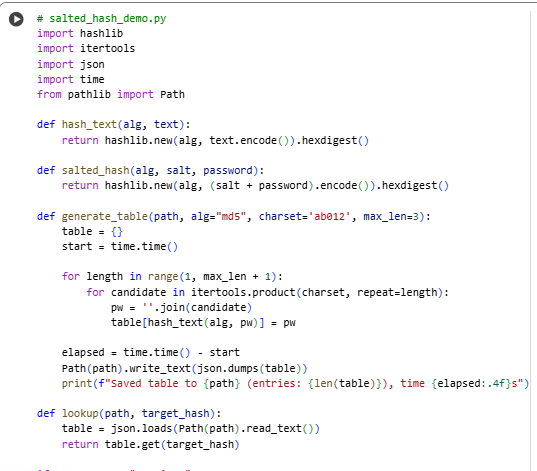 # salted_hash_demo.py
import hashlib
import itertools
import json
import time
from pathlib import Path

def hash_text(alg, text):
    return hashlib.new(alg, text.encode()).hexdigest()

def salted_hash(alg, salt, password):
    return hashlib.new(alg, (salt + password).encode()).hexdigest()

def generate_table(path, alg="md5", charset='ab012', max_len=3):
    table = {}
    start = time.time()

    for length in range(1, max_len + 1):
        for candidate in itertools.product(charset, repeat=length):
            pw = ''.join(candidate)
            table[hash_text(alg, pw)] = pw

    elapsed = time.time() - start
    Path(path).write_text(json.dumps(table))
    print(f"Saved table to {path} (entries: {len(table)}), time {elapsed:.4f}s")

def lookup(path, target_hash):
    table = json.loads(Path(path).read_text())
    return table.get(target_hash)